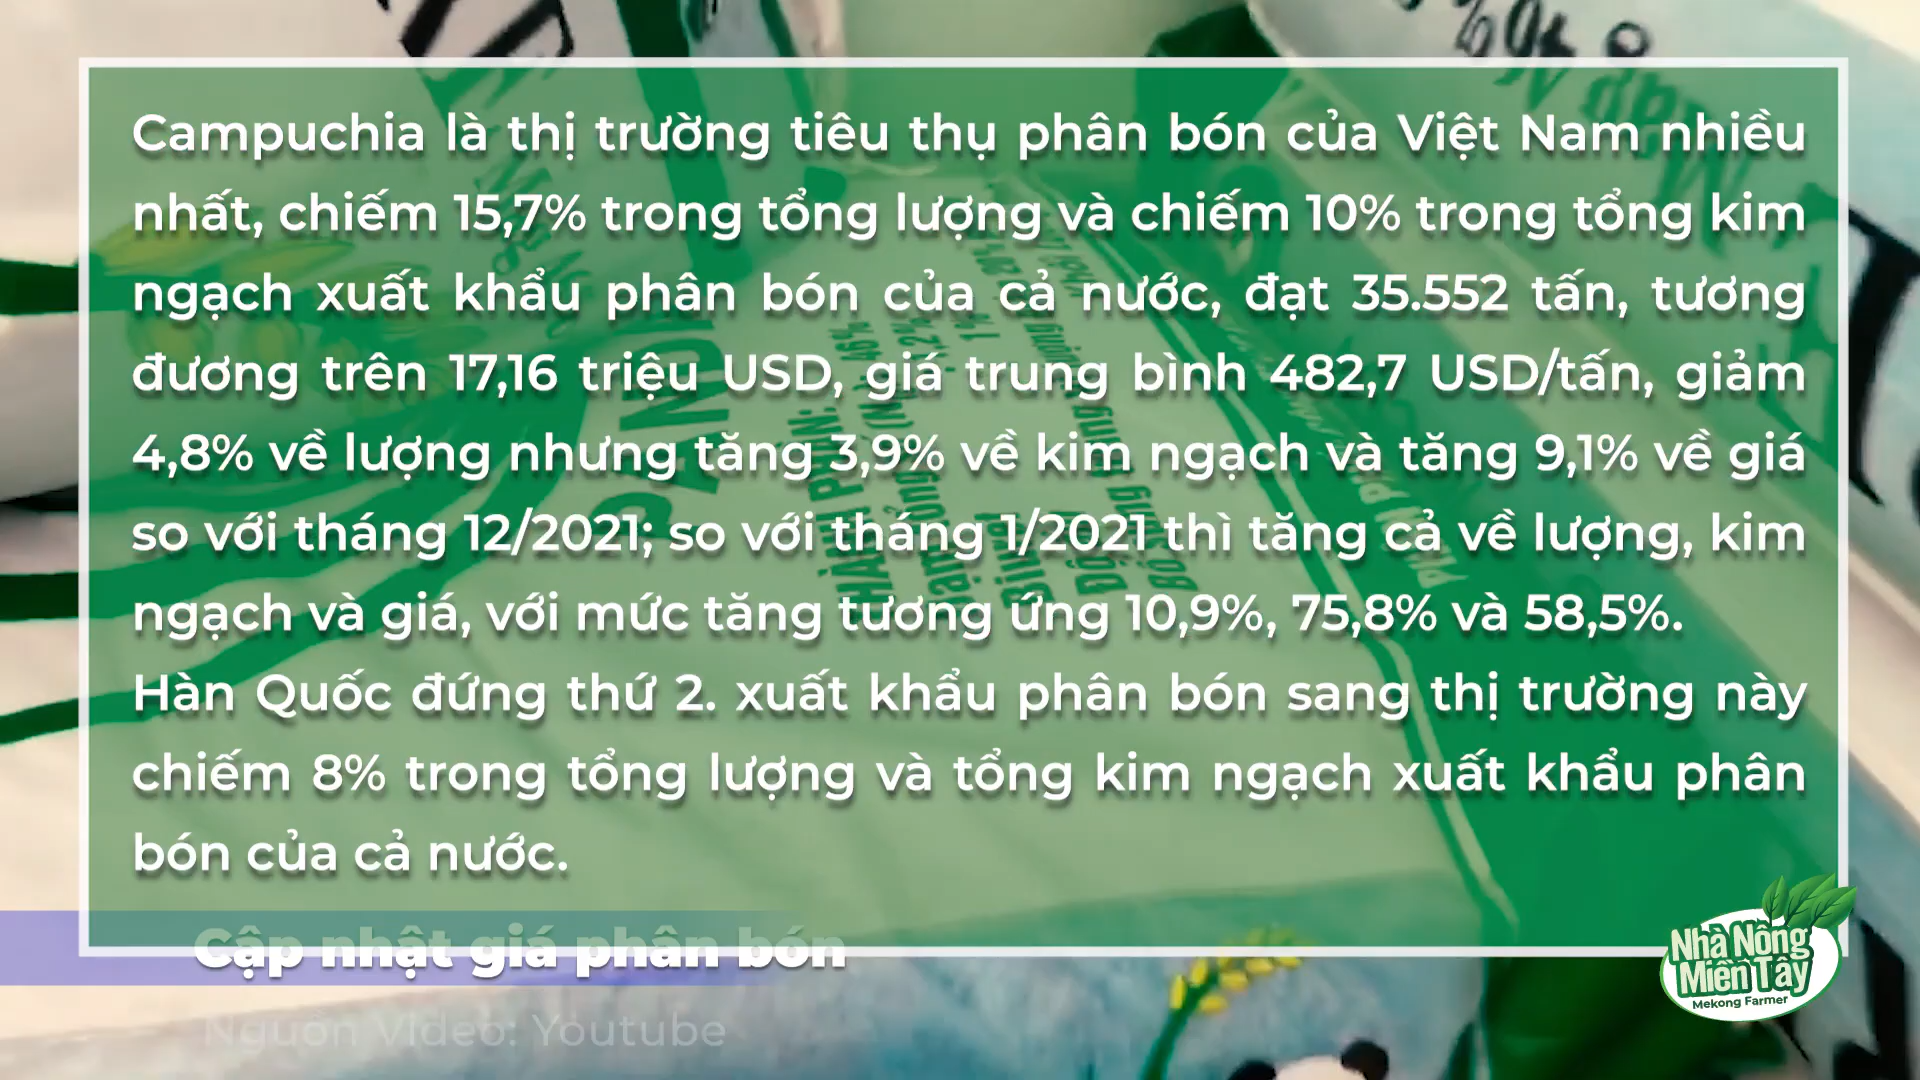 Campuchia là thị trường tiêu thụ phân bón của Việt Nam nhiều
nhất, chiếm 15,7% trong tổng lượng và chiếm 10% trong tổng kim
ngạch xuất khẩu phân bón của cả nước, đạt 35.552 tấn, tương
đương trên 17,16 triệu USD, giá trung bình 482,7 USD/tấn, giảm
4,8% về lượng nhưng tăng 3,9% về kim ngạch và tăng 9,1% về giá
so với tháng 12/2021; so với tháng 1/2021 thì tăng cả về lượng, kim
ngạch và giá, với mức tăng tương ứng 10,9%, 75,8% và 58,5%.
Hàn Quốc đứng thứ 2. xuất khẩu phân bón sang thị trường này
chiếm 8% trong tổng lượng và tổng kim ngạch xuất khẩu phân
bón của cả nước.
Cập nhật giá phân bón
Nguồn Video: Youtube
Nhà Nông
Miền Tây
Mekong Farmer